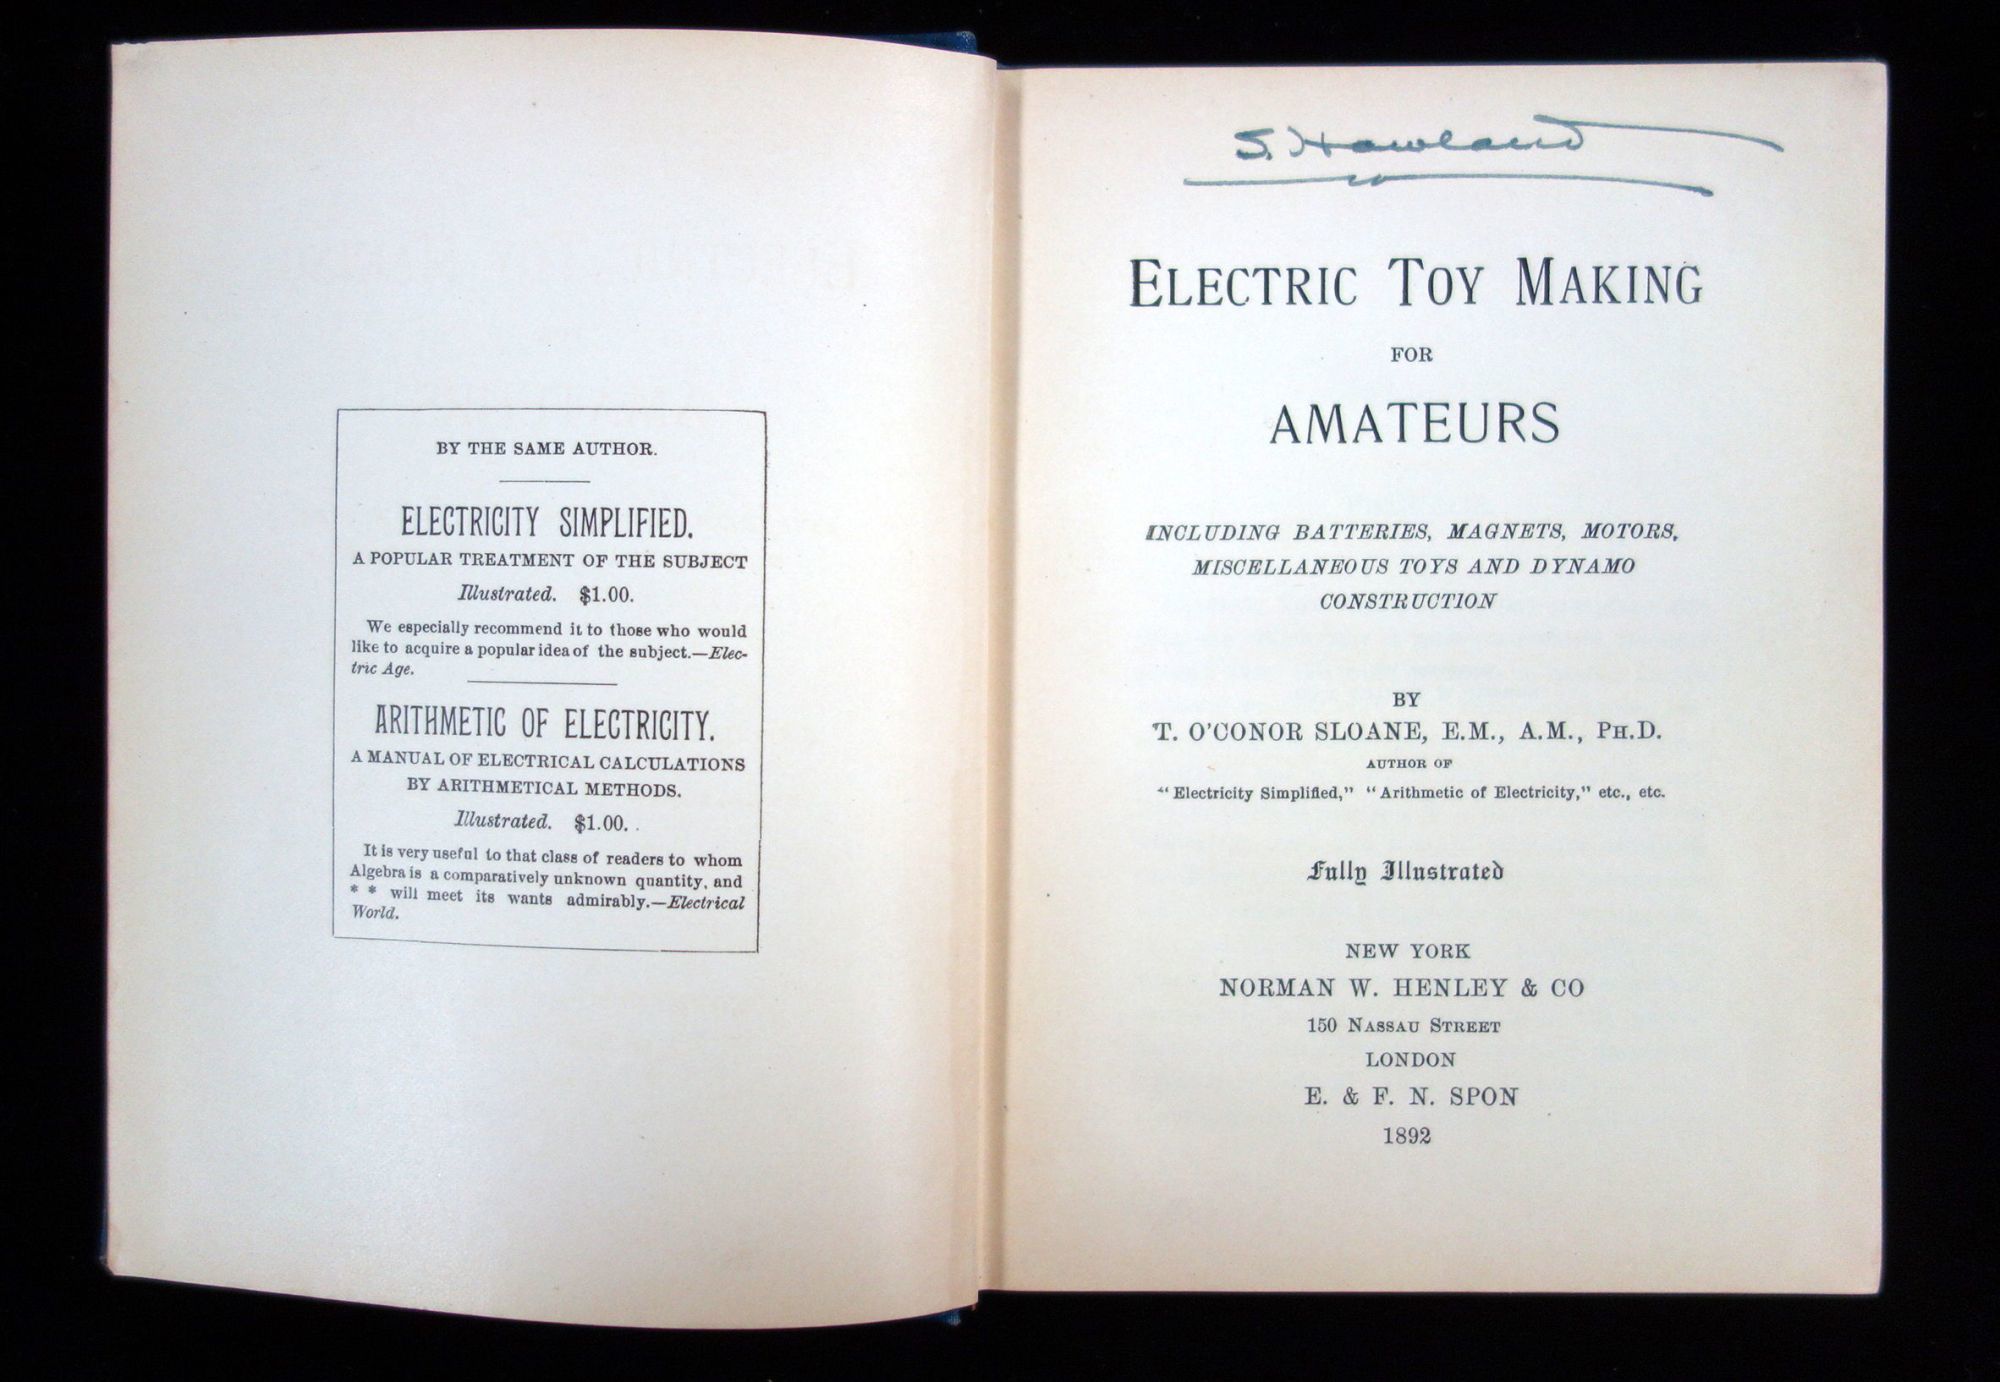 BY THE SAME AUTHOR.
ELECTRICITY SIMPLIFIED.
A POPULAR TREATMENT OF THE SUBJECT
Illustrated. $1.00.
We especially recommend it to those who would
like to acquire a popular idea of the subject.—Elec-
tric Age.
ARITHMETIC OF ELECTRICITY.
A MANUAL OF ELECTRICAL CALCULATIONS
BY ARITHMETICAL METHODS.
Illustrated. $1.00.
It is very useful to that class of readers to whom
Algebra is a comparatively unknown quantity, and
* * will meet its wants admirably.—Electrical
World.
S. Howland
ELECTRIC TOY MAKING
FOR
AMATEURS
INCLUDING BATTERIES, MAGNETS, MOTORS,
MISCELLANEOUS TOYS AND DYNAMO
CONSTRUCTION
BY
T. O'CONOR SLOANE, E.M., A.M., PH.D.
AUTHOR OF
"Electricity Simplified," "Arithmetic of Electricity," etc., etc.
Fully Illustrated
NEW YORK
NORMAN W. HENLEY & CO
150 NASSAU STREET
LONDON
E. & F. N. SPON
1892